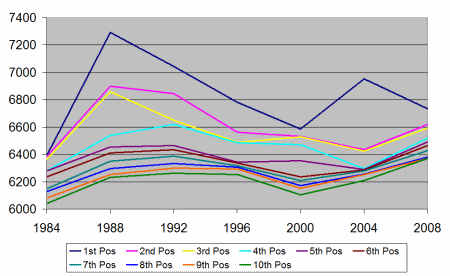 7400
7200
7000
6800
6600
6400
6200
6000
1984 1988 1992 1996 2000 2004 2008
1st Pos 2nd Pos 3rd Pos 4th Pos 5th Pos 6th Pos
7th Pos 8th Pos 9th Pos 10th Pos